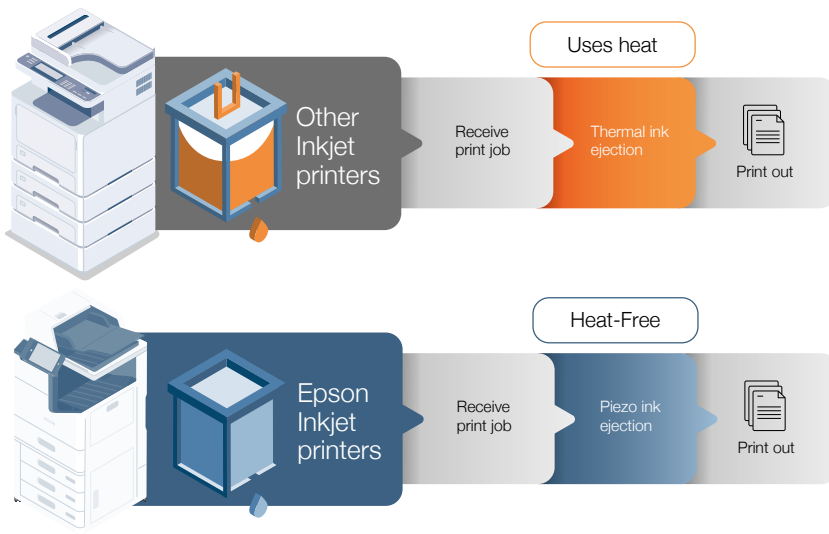 Uses heat
Other
Inkjet
printers
Receive
print job
Thermal ink
ejection
Print out
Heat-Free
Epson
Inkjet
printers
Receive
print job
Piezo ink
ejection
Print out